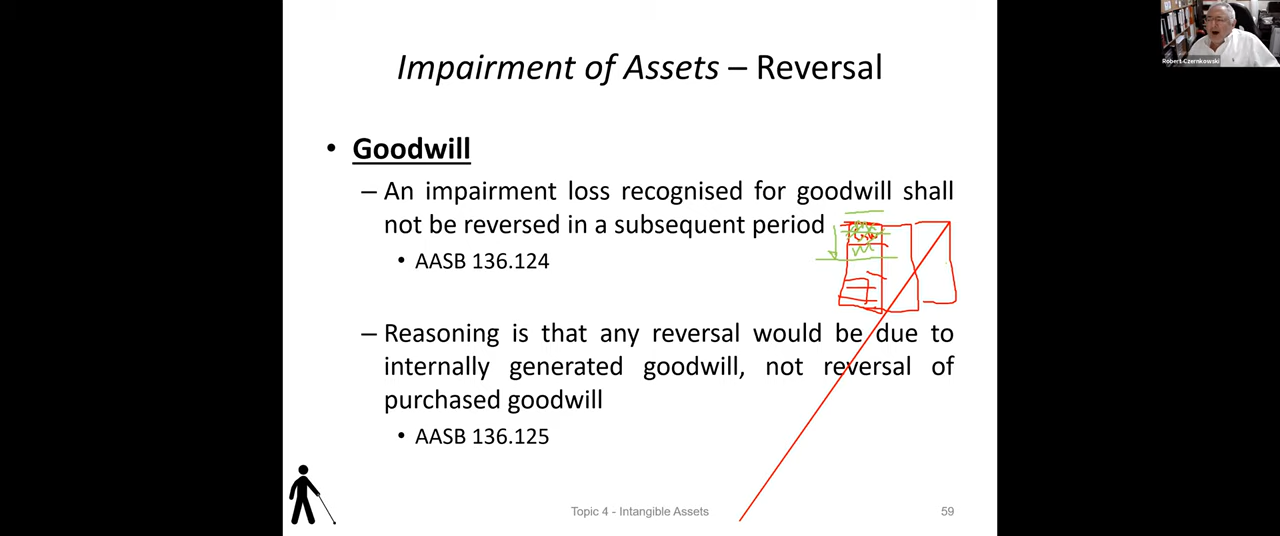 Robert Czernkowski
Impairment of Assets – Reversal
• Goodwill
– An impairment loss recognised for goodwill shall
not be reversed in a subsequent period
• AASB 136.124
– Reasoning is that any reversal would be due to
internally generated goodwill, not reversal of
purchased goodwill
• AASB 136.125
Topic 4 - Intangible Assets
59